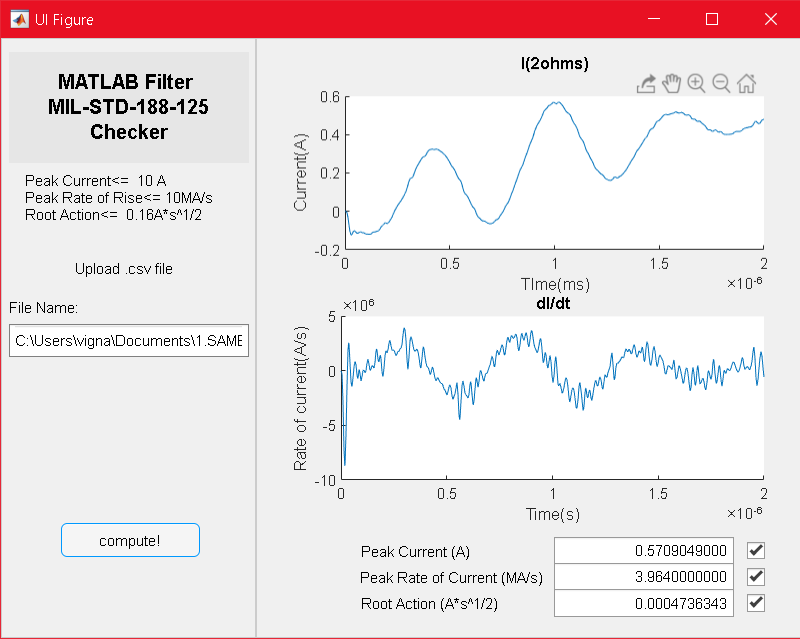 UI Figure
MATLAB Filter
MIL-STD-188-125
Checker
Peak Current<= 10 A
Peak Rate of Rise<= 10MA/s
Root Action<= 0.16A*s^1/2
Upload .csv file
File Name:
C:\Users\vigna\Documents\1.SAME
compute!
I(2ohms)
Current(A)
0.6
0.4
0.2
0
-0.2
0 0.5 1 1.5 2
TIme(ms)
×10-6
dI/dt
×10⁶
Rate of current(A/s)
5
0
-5
-10
0 0.5 1 1.5 2
Time(s)
×10-6
Peak Current (A) 0.5709049000
Peak Rate of Current (MA/s) 3.9640000000
Root Action (A*s^1/2) 0.0004736343